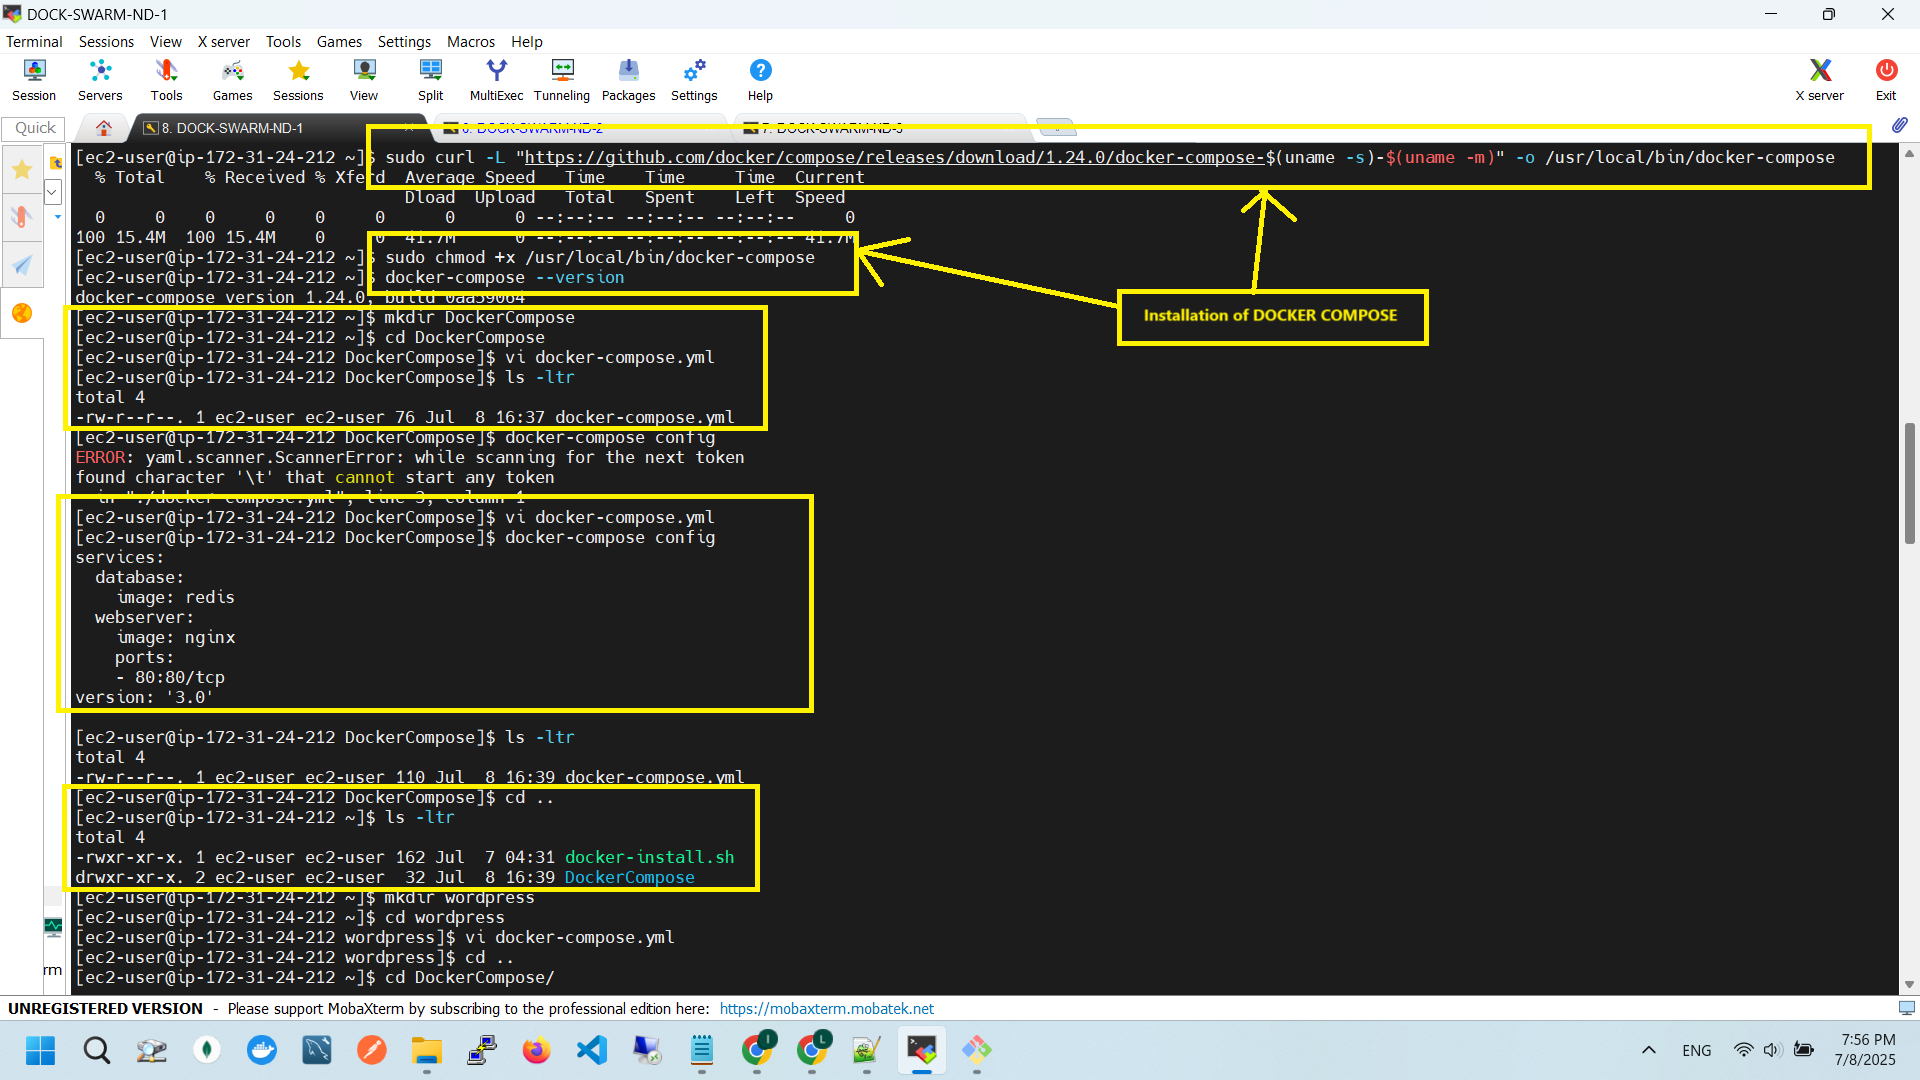 DOCK-SWARM-ND-1
Terminal Sessions View X server Tools Games Settings Macros Help
Session Servers Tools Games Sessions View Split MultiExec Tunneling Packages Settings Help X server Exit
Quick 8. DOCK-SWARM-ND-1 6. DOCK-SWARM-ND-2 7. DOCK-SWARM-ND-3
[ec2-user@ip-172-31-24-212 ~]$ sudo curl -L "https://github.com/docker/compose/releases/download/1.24.0/docker-compose-$(uname -s)-$(uname -m)" -o /usr/local/bin/docker-compose
% Total % Received % Xferd Average Speed Time Time Time Current
Dload Upload Total Spent Left Speed
0 0 0 0 0 0 0 0 --:--:-- --:--:-- --:--:-- 0
100 15.4M 100 15.4M 0 0 41.7M 0 --:--:-- --:--:-- --:--:-- 41.7M
[ec2-user@ip-172-31-24-212 ~]$ sudo chmod +x /usr/local/bin/docker-compose
[ec2-user@ip-172-31-24-212 ~]$ docker-compose --version
docker-compose version 1.24.0, build 0aa59064
Installation of DOCKER COMPOSE
[ec2-user@ip-172-31-24-212 ~]$ mkdir DockerCompose
[ec2-user@ip-172-31-24-212 ~]$ cd DockerCompose
[ec2-user@ip-172-31-24-212 DockerCompose]$ vi docker-compose.yml
[ec2-user@ip-172-31-24-212 DockerCompose]$ ls -ltr
total 4
-rw-r--r--. 1 ec2-user ec2-user 76 Jul  8 16:37 docker-compose.yml
[ec2-user@ip-172-31-24-212 DockerCompose]$ docker-compose config
ERROR: yaml.scanner.ScannerError: while scanning for the next token
found character '\t' that cannot start any token
in "./docker-compose.yml", line 3, column 1
[ec2-user@ip-172-31-24-212 DockerCompose]$ vi docker-compose.yml
[ec2-user@ip-172-31-24-212 DockerCompose]$ docker-compose config
services:
  database:
    image: redis
  webserver:
    image: nginx
    ports:
    - 80:80/tcp
version: '3.0'
[ec2-user@ip-172-31-24-212 DockerCompose]$ ls -ltr
total 4
-rw-r--r--. 1 ec2-user ec2-user 110 Jul  8 16:39 docker-compose.yml
[ec2-user@ip-172-31-24-212 DockerCompose]$ cd ..
[ec2-user@ip-172-31-24-212 ~]$ ls -ltr
total 4
-rwxr-xr-x. 1 ec2-user ec2-user 162 Jul  7 04:31 docker-install.sh
drwxr-xr-x. 2 ec2-user ec2-user  32 Jul  8 16:39 DockerCompose
[ec2-user@ip-172-31-24-212 ~]$ mkdir wordpress
[ec2-user@ip-172-31-24-212 ~]$ cd wordpress
[ec2-user@ip-172-31-24-212 wordpress]$ vi docker-compose.yml
[ec2-user@ip-172-31-24-212 wordpress]$ cd ..
rm
[ec2-user@ip-172-31-24-212 ~]$ cd DockerCompose/
UNREGISTERED VERSION - Please support MobaXterm by subscribing to the professional edition here: https://mobaxterm.mobatek.net
ENG
7:56 PM
7/8/2025